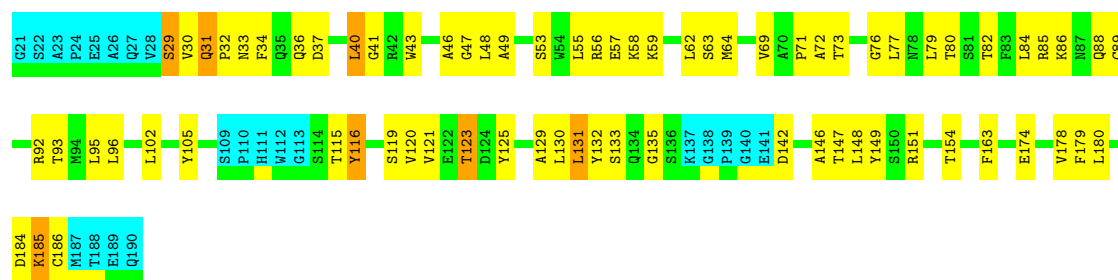 G21 S22 A23 P24 E25 A26 Q27 V28 S29 V30 Q31 P32 N33 F34 Q35 Q36 D37 L40 G41 R42 W43 A46 G47 L48 A49 S53 W54 L55 R56 E57 K58 K59 L62 S63 M64 V69 A70 P71 A72 T73 G76 L77 N78 L79 T80 S81 T82 F83 L84 R85 K86 N87 Q88
R92 T93 M94 L95 L96 L102 Y105 S109 P110 H111 W112 G113 S114 T115 Y116 S119 V120 V121 E122 T123 D124 Y125 A129 L130 L131 Y132 S133 Q134 G135 S136 K137 G138 P139 G140 E141 D142 A146 T147 L148 Y149 S150 R151 T154 F163 E174 V178 F179 L180
D184 K185 C186 M187 T188 E189 Q190